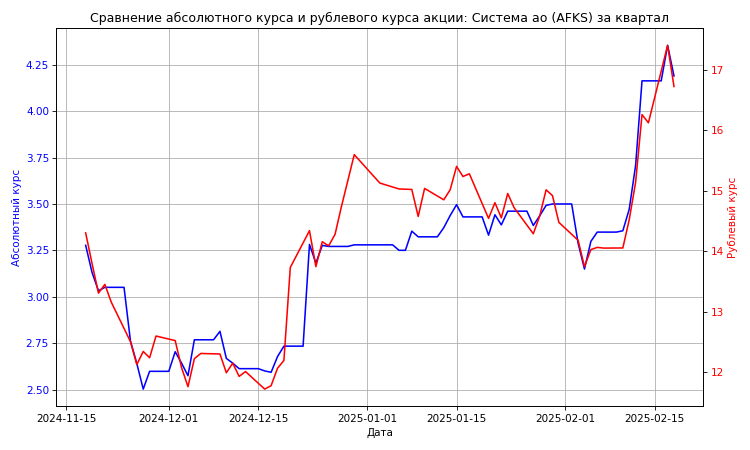 Сравнение абсолютного курса и рублевого курса акции: Система ао (AFKS) за квартал
Абсолютный курс
4.25
4.00
3.75
3.50
3.25
3.00
2.75
2.50
17
16
15
14
13
12
Рублевый курс
2024-11-15 2024-12-01 2024-12-15 2025-01-01 2025-01-15 2025-02-01 2025-02-15
Дата